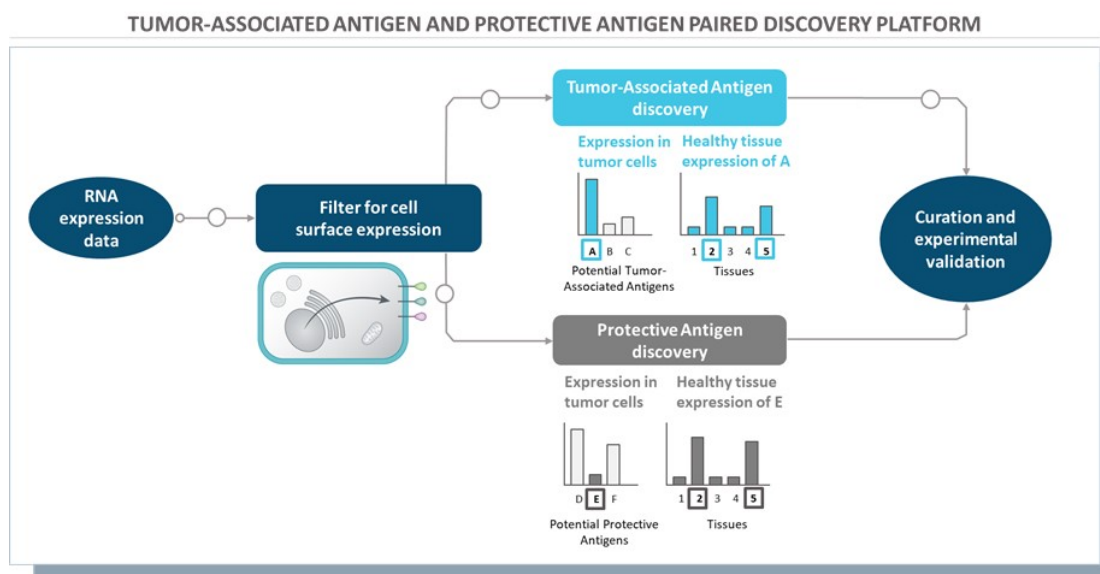 TUMOR-ASSOCIATED ANTIGEN AND PROTECTIVE ANTIGEN PAIRED DISCOVERY PLATFORM
RNA
expression
data
Filter for cell
surface expression
Tumor-Associated Antigen
discovery
Expression in
tumor cells
A B C
Potential Tumor-
Associated Antigens
Healthy tissue
expression of A
1 2 3 4 5
Tissues
Protective Antigen
discovery
Expression in
tumor cells
D E F
Potential Protective
Antigens
Healthy tissue
expression of E
1 2 3 4 5
Tissues
Curation and
experimental
validation